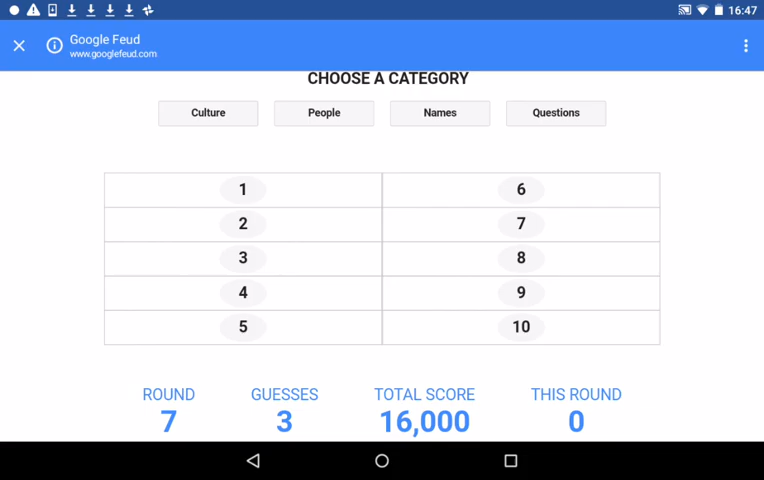 16:47
Google Feud
www.googlefeud.com
CHOOSE A CATEGORY
Culture People Names Questions
1 6
2 7
3 8
4 9
5 10
ROUND GUESSES TOTAL SCORE THIS ROUND
7 3 16,000 0